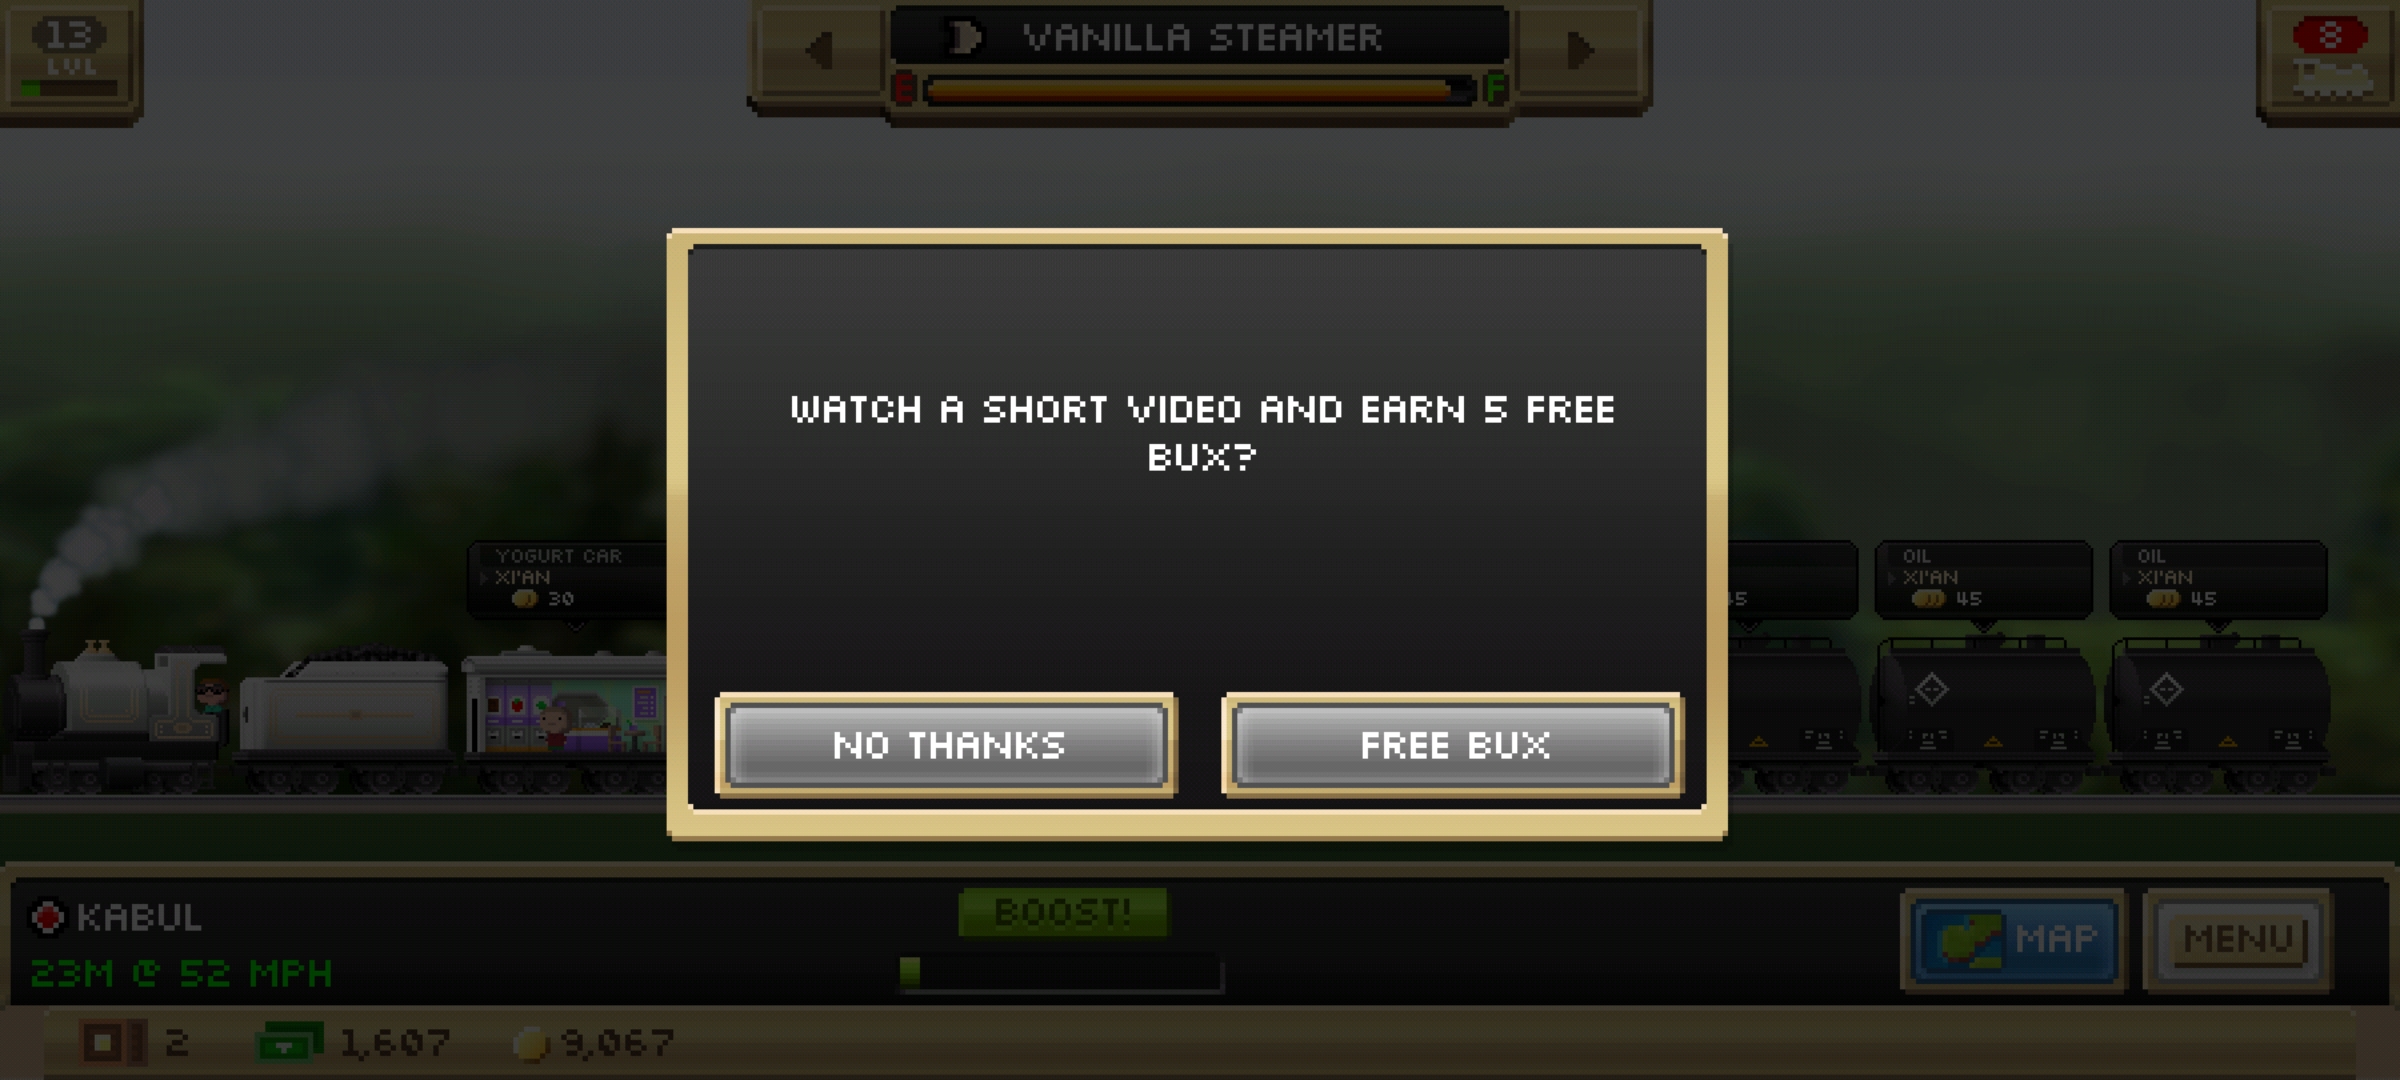 13
LVL
VANILLA STEAMER
E
F
8
WATCH A SHORT VIDEO AND EARN 5 FREE
BUX?
YOGURT CAR
XI'AN
30
OIL
XI'AN
45
OIL
XI'AN
45
NO THANKS
FREE BUX
KABUL
23M @ 52 MPH
BOOST!
MAP
MENU
2
1,607
9,067